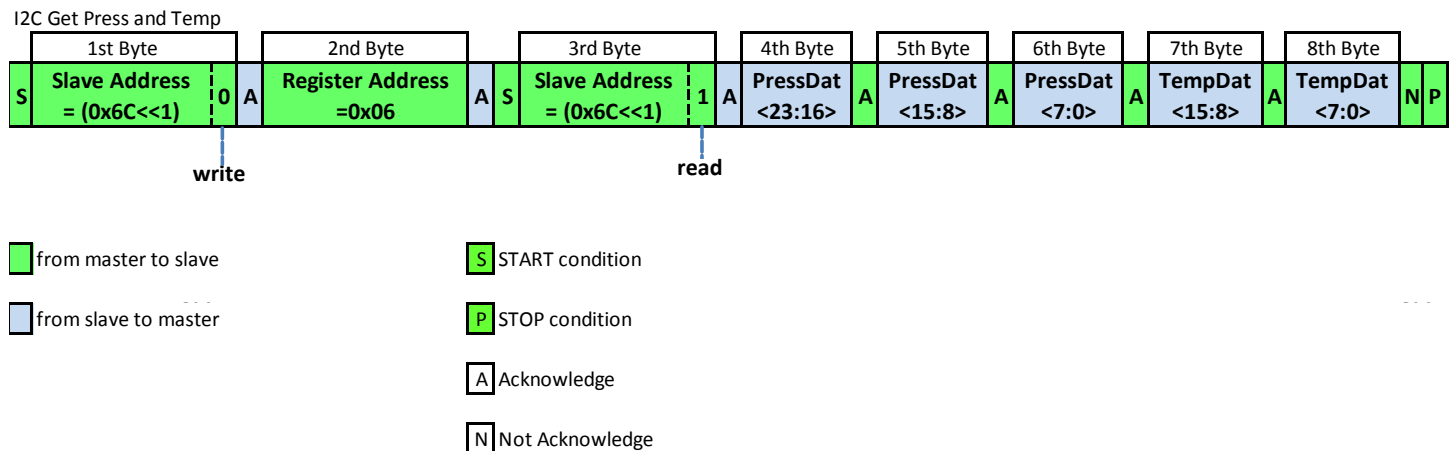 I2C Get Press and Temp
1st Byte 2nd Byte 3rd Byte 4th Byte 5th Byte 6th Byte 7th Byte 8th Byte
S Slave Address 0 A Register Address A S Slave Address 1 A PressDat A PressDat A PressDat A TempDat A TempDat N P
= (0x6C<<1) =0x06 = (0x6C<<1) <23:16> <15:8> <7:0> <15:8> <7:0>
write read
from master to slave S START condition
from slave to master P STOP condition
A Acknowledge
N Not Acknowledge